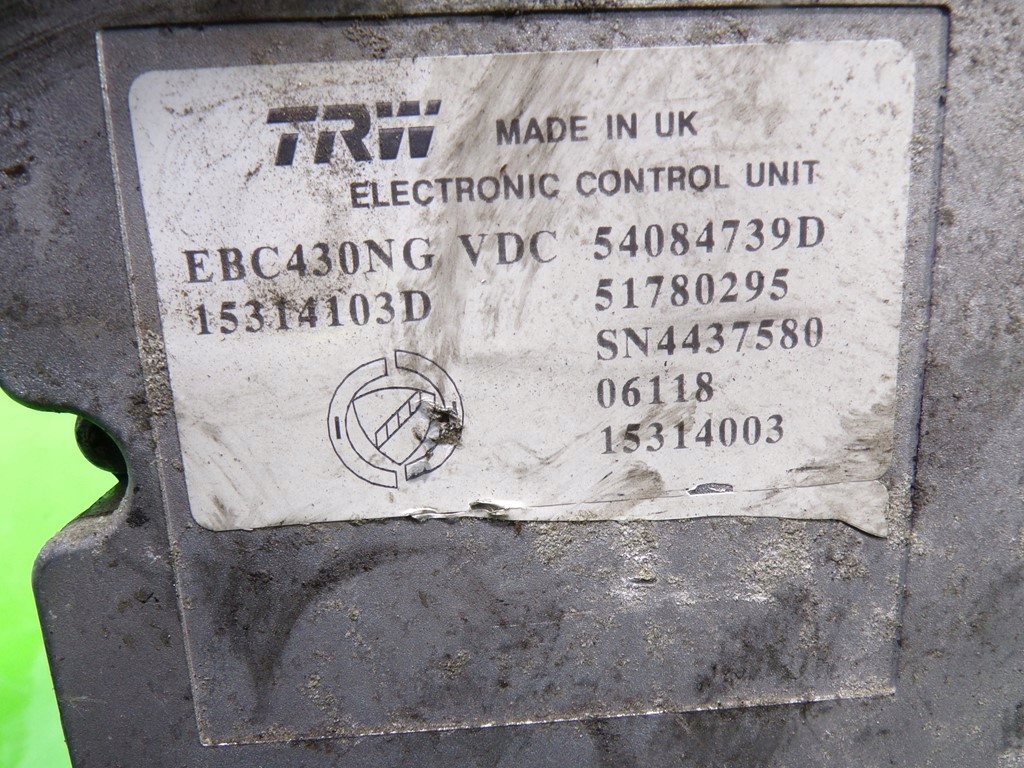 TRW MADE IN UK
ELECTRONIC CONTROL UNIT
EBC430NG VDC 54084739D
15314103D 51780295
SN4437580
06118
15314003